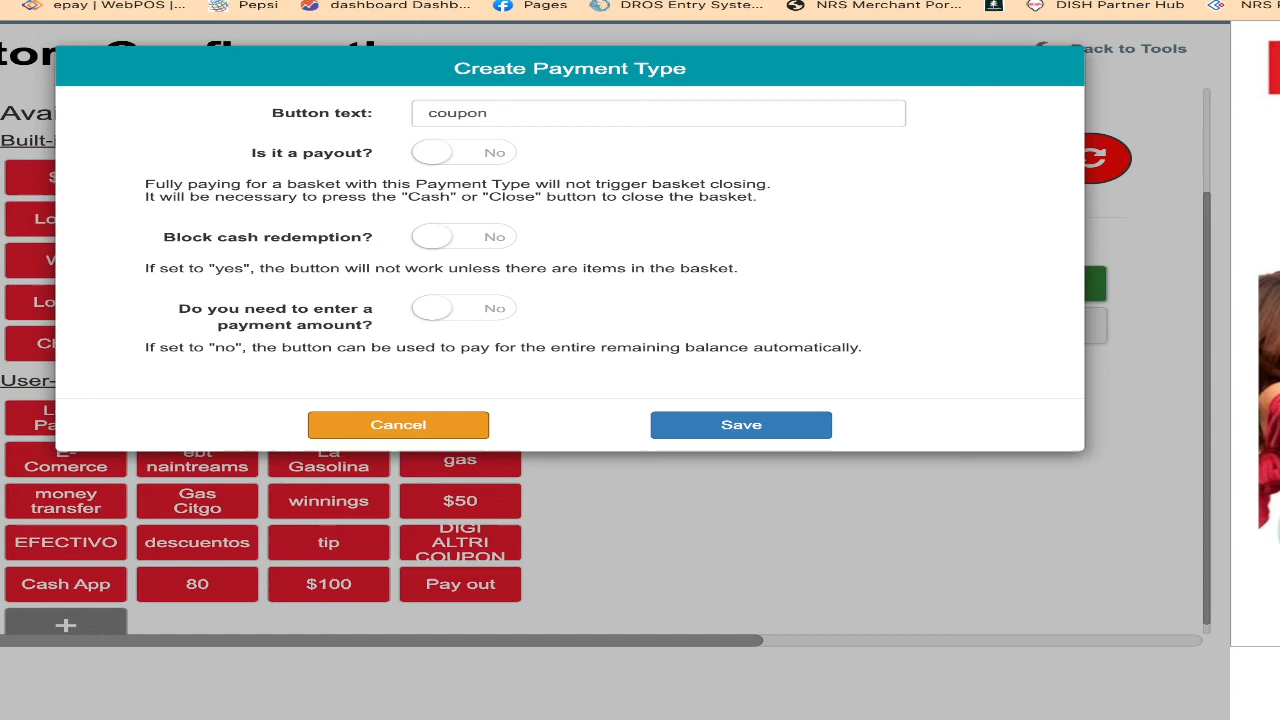 epay | WebPOS |...
Pepsi
dashboard Dashb...
Pages
DROS Entry Syste...
NRS Merchant Por...
DISH Partner Hub
NRS
Back to Tools
Create Payment Type
Button text:
coupon
Is it a payout?
No
Fully paying for a basket with this Payment Type will not trigger basket closing.
It will be necessary to press the "Cash" or "Close" button to close the basket.
Block cash redemption?
No
If set to "yes", the button will not work unless there are items in the basket.
Do you need to enter a
payment amount?
No
If set to "no", the button can be used to pay for the entire remaining balance automatically.
Cancel
Save
Avai
Built-i
User-
E-
Comerce
ebt
naintreams
La
Gasolina
gas
money
transfer
Gas
Citgo
winnings
$50
EFECTIVO
descuentos
tip
DIGI
ALTRI
COUPON
Cash App
80
$100
Pay out
+